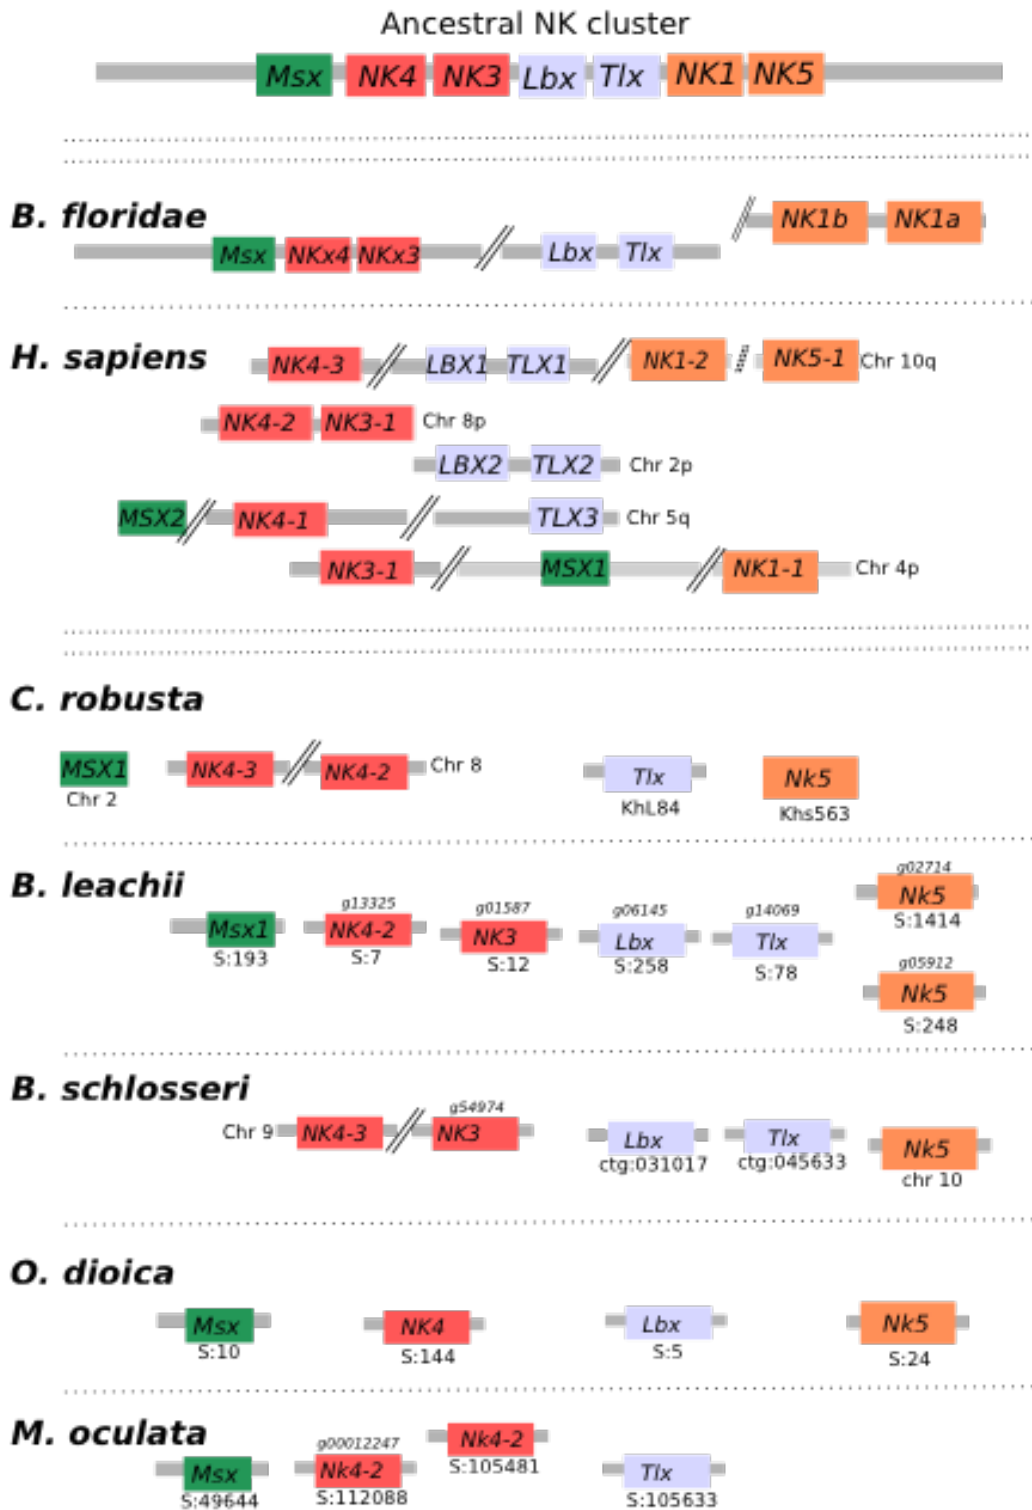 Ancestral NK cluster
Msx NK4 NK3 Lbx Tlx NK1 NK5
B. floridae
NK1b NK1a
Msx NKx4 NKx3 Lbx Tlx
H. sapiens
NK4-3 LBX1 TLX1 NK1-2 NK5-1 Chr 10q
NK4-2 NK3-1 Chr 8p
LBX2 TLX2 Chr 2p
MSX2 NK4-1 TLX3 Chr 5q
NK3-1 MSX1 NK1-1 Chr 4p
C. robusta
MSX1 NK4-3 NK4-2 Chr 8 Tlx Nk5
Chr 2 KhL84 Khs563
B. leachii
g02714
Nk5
S:1414
g13325 g01587 g06145 g14069
Msx1 NK4-2 NK3 Lbx Tlx
S:193 S:7 S:12 S:258 S:78
g05912
Nk5
S:248
B. schlosseri
g54974
Chr 9 NK4-3 NK3 Lbx Tlx Nk5
ctg:031017 ctg:045633 chr 10
O. dioica
Msx NK4 Lbx Nk5
S:10 S:144 S:5 S:24
M. oculata
g00012247
Nk4-2
S:105481
Msx Nk4-2 Tlx
S:49644 S:112088 S:105633